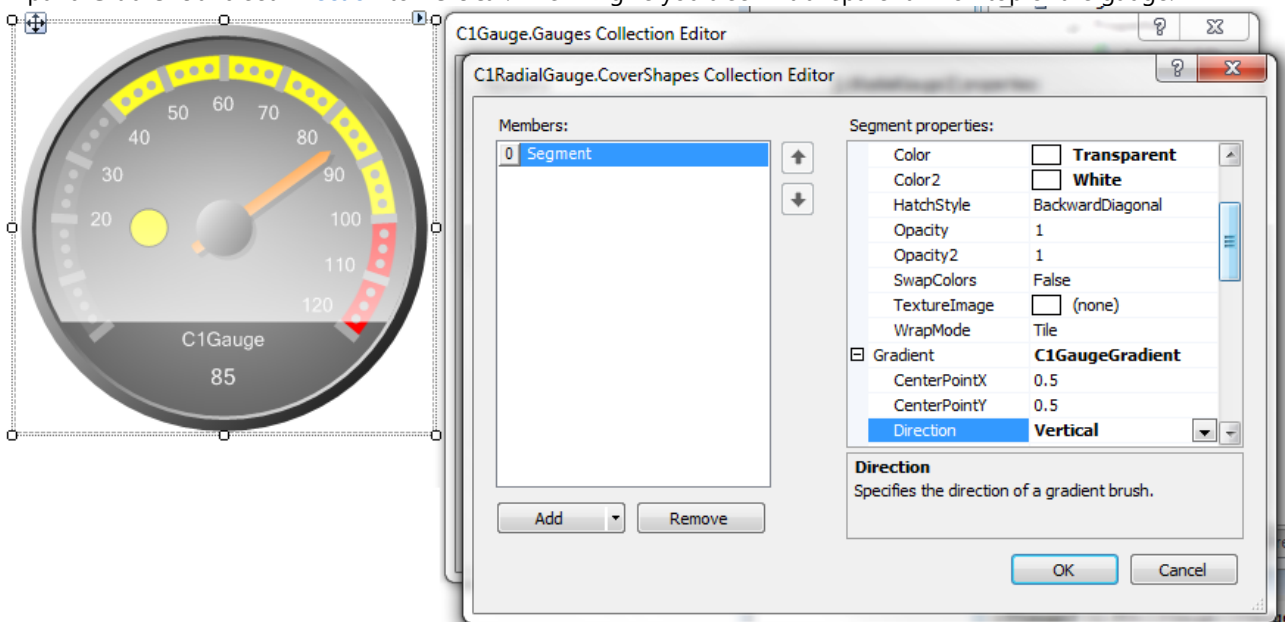 C1Gauge.Gauges Collection Editor
C1RadialGauge.CoverShapes Collection Editor
Members:
0 Segment
Add
Remove
Segment properties:
Color Transparent
Color2 White
HatchStyle BackwardDiagonal
Opacity 1
Opacity2 1
SwapColors False
TextureImage (none)
WrapMode Tile
Gradient C1GaugeGradient
CenterPointX 0.5
CenterPointY 0.5
Direction Vertical
Direction
Specifies the direction of a gradient brush.
OK
Cancel
20
30
40
50
60
70
80
90
100
110
120
C1Gauge
85